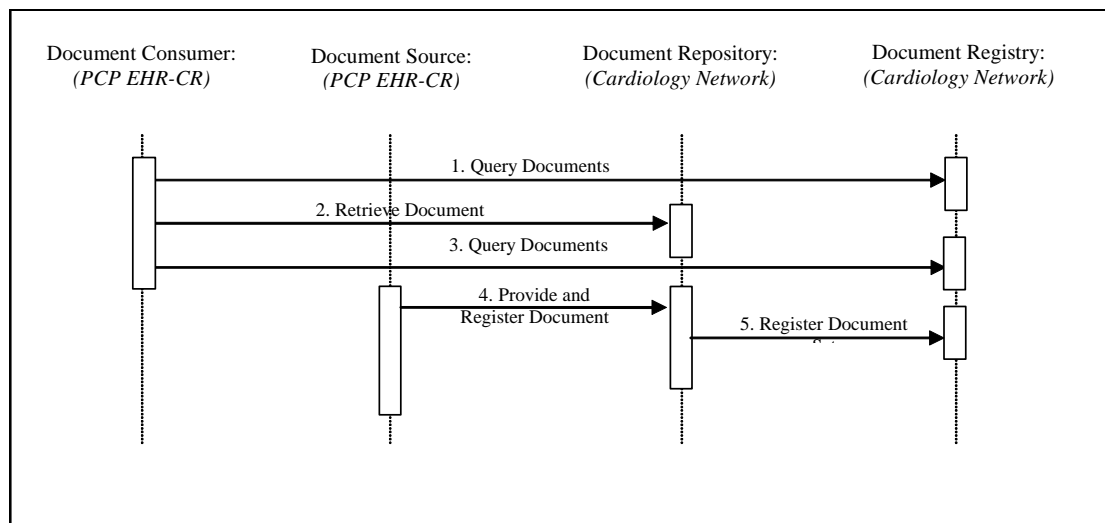 Document Consumer:
(PCP EHR-CR)
Document Source:
(PCP EHR-CR)
Document Repository:
(Cardiology Network)
Document Registry:
(Cardiology Network)
1. Query Documents
2. Retrieve Document
3. Query Documents
4. Provide and
Register Document
5. Register Document